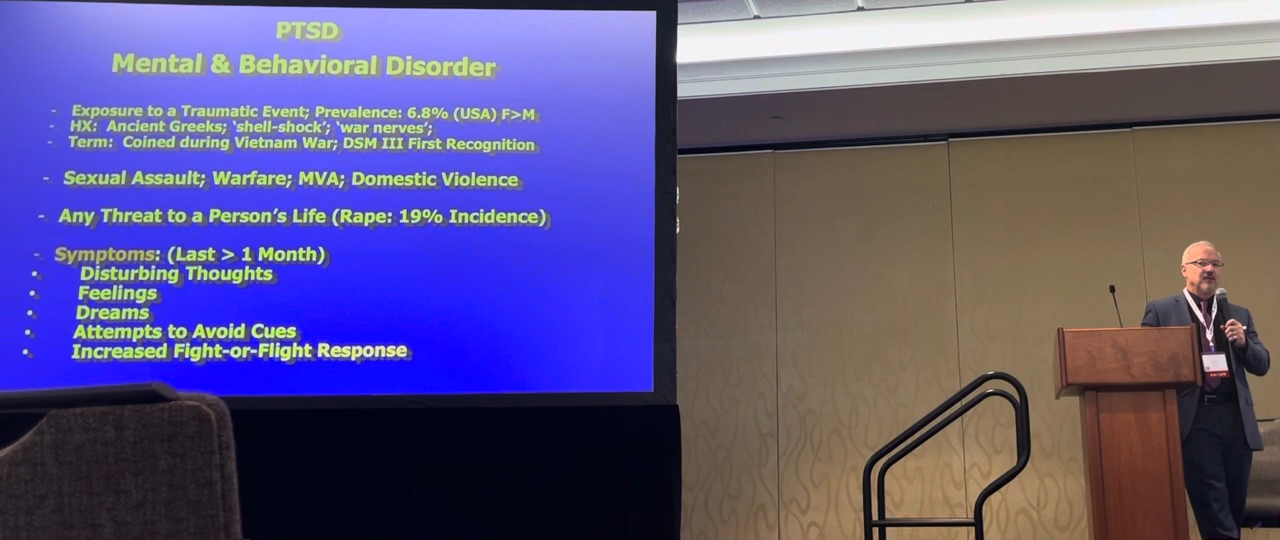 PTSD
Mental & Behavioral Disorder
- Exposure to a Traumatic Event; Prevalence: 6.8% (USA) F>M
- HX: Ancient Greeks; ‘shell-shock’; ‘war nerves’;
- Term: Coined during Vietnam War; DSM III First Recognition
- Sexual Assault; Warfare; MVA; Domestic Violence
- Any Threat to a Person’s Life (Rape: 19% Incidence)
- Symptoms: (Last > 1 Month)
• Disturbing Thoughts
• Feelings
• Dreams
• Attempts to Avoid Cues
• Increased Fight-or-Flight Response